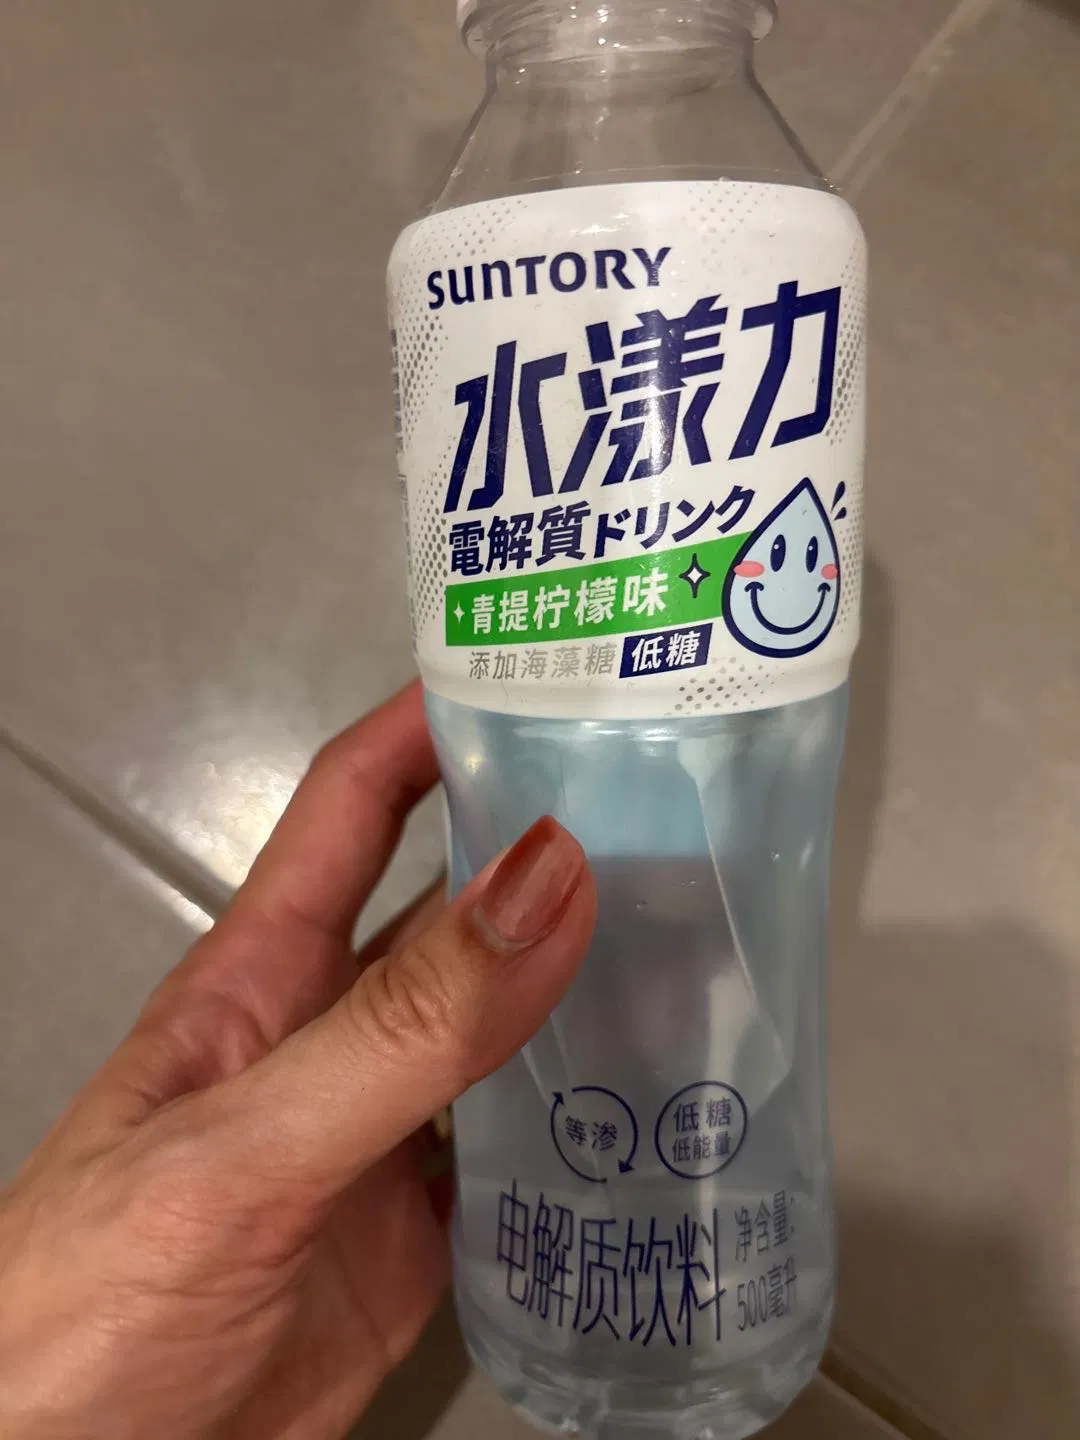 SUNTORY
水漾力
電解質ドリンク
青提柠檬味
添加海藻糖 低糖
等渗
低糖
低能量
电解质饮料
净含量:
500毫升